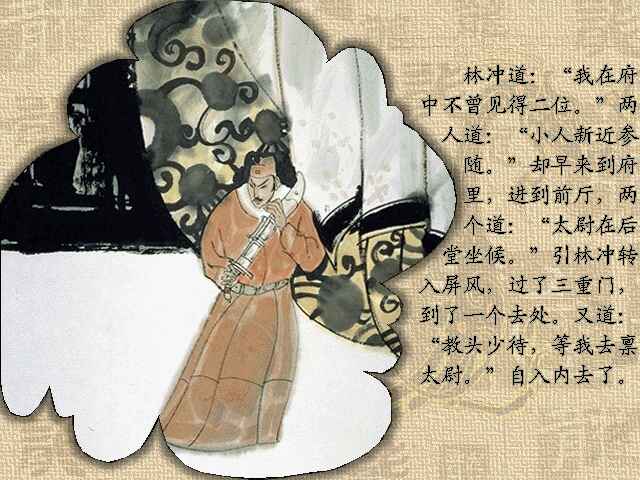 林冲道：“我在府
中不曾见得二位。”两
人道：“小人新近参
随。”却早来到府
里，进到前厅，两
个道：“太尉在后
堂坐候。”引林冲转
入屏风，过了三重门，
到了一个去处。又道：
“教头少待，等我去禀
太尉。”自入内去了。